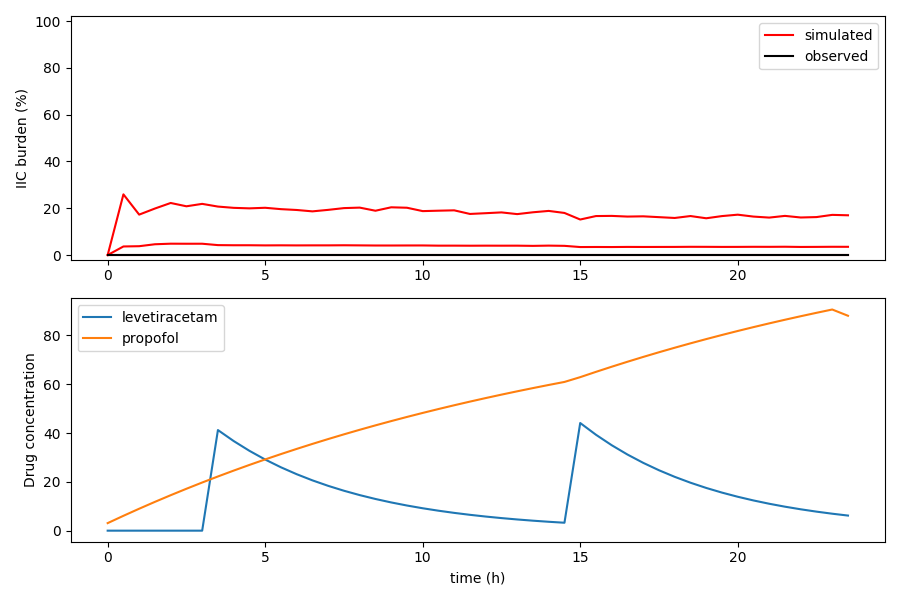 IIC burden (%)
100
80
60
40
20
0
simulated
observed
0 5 10 15 20
Drug concentration
80
60
40
20
0
levetiracetam
propofol
0 5 10 15 20
time (h)